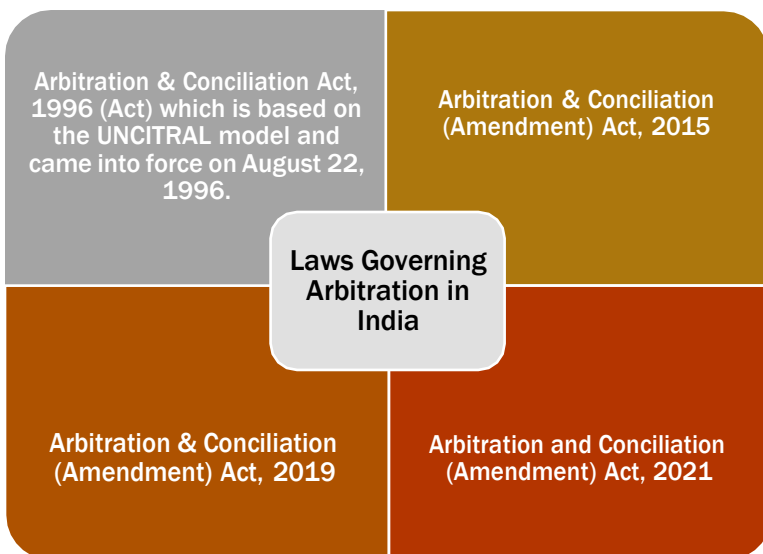 Arbitration & Conciliation Act,
1996 (Act) which is based on
the UNCITRAL model and
came into force on August 22,
1996.
Arbitration & Conciliation
(Amendment) Act, 2015
Laws Governing
Arbitration in
India
Arbitration & Conciliation
(Amendment) Act, 2019
Arbitration and Conciliation
(Amendment) Act, 2021